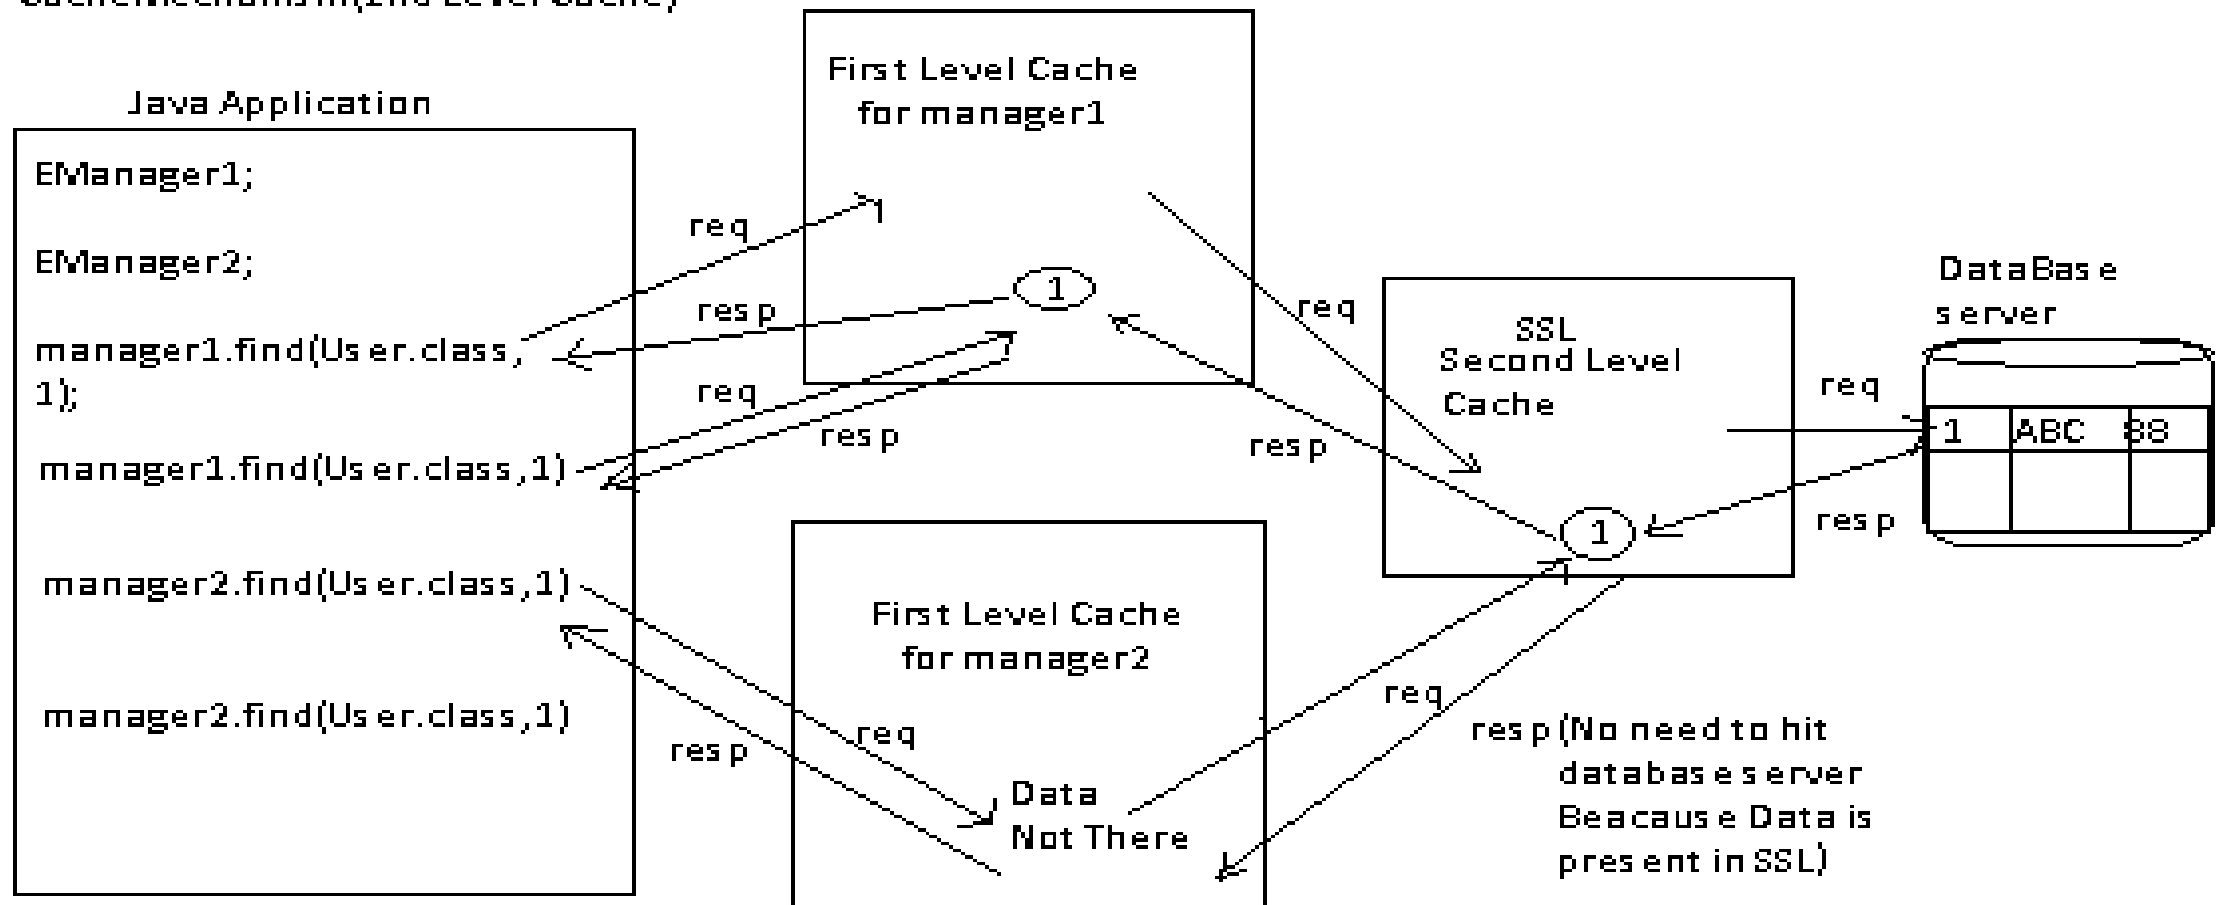 Java Application
EManager1;
EManager2;
manager1.find(User.class,
1);
manager1.find(User.class,1)
manager2.find(User.class,1)
manager2.find(User.class,1)
First Level Cache
for manager1
1
req
resp
req
resp
First Level Cache
for manager2
Data
Not There
req
resp
req
resp
SSL
Second Level
Cache
1
req
resp(No need to hit
database server
Beacause Data is
present in SSL)
DataBase
server
req
resp
1 ABC 88